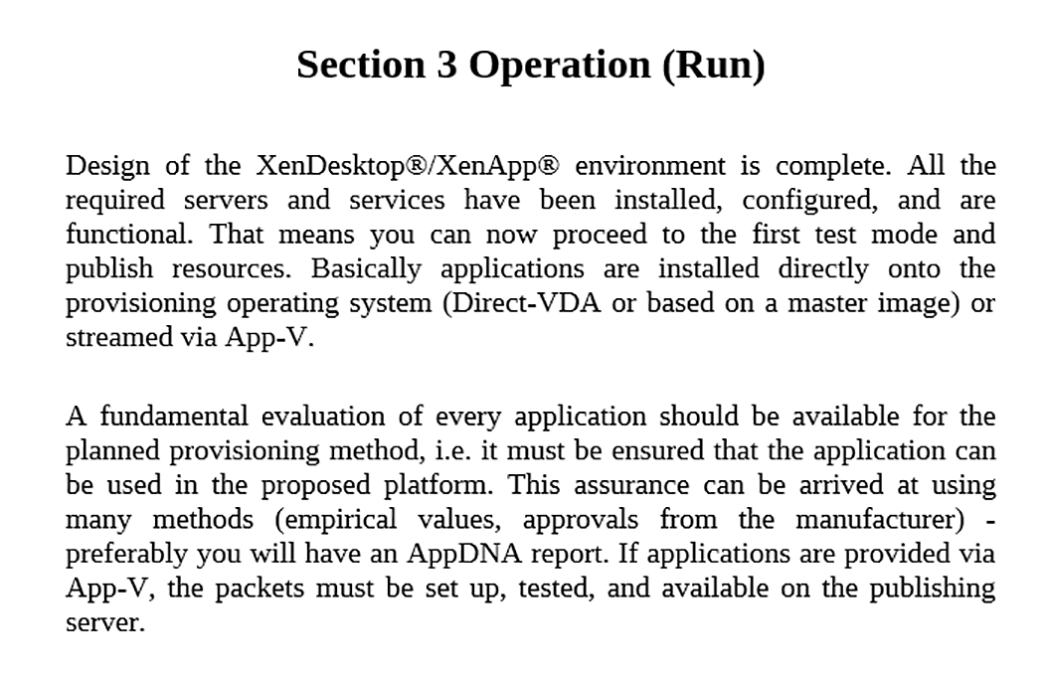 Section 3 Operation (Run)
Design of the XenDesktop®/XenApp® environment is complete. All the
required servers and services have been installed, configured, and are
functional. That means you can now proceed to the first test mode and
publish resources. Basically applications are installed directly onto the
provisioning operating system (Direct-VDA or based on a master image) or
streamed via App-V.
A fundamental evaluation of every application should be available for the
planned provisioning method, i.e. it must be ensured that the application can
be used in the proposed platform. This assurance can be arrived at using
many methods (empirical values, approvals from the manufacturer) -
preferably you will have an AppDNA report. If applications are provided via
App-V, the packets must be set up, tested, and available on the publishing
server.